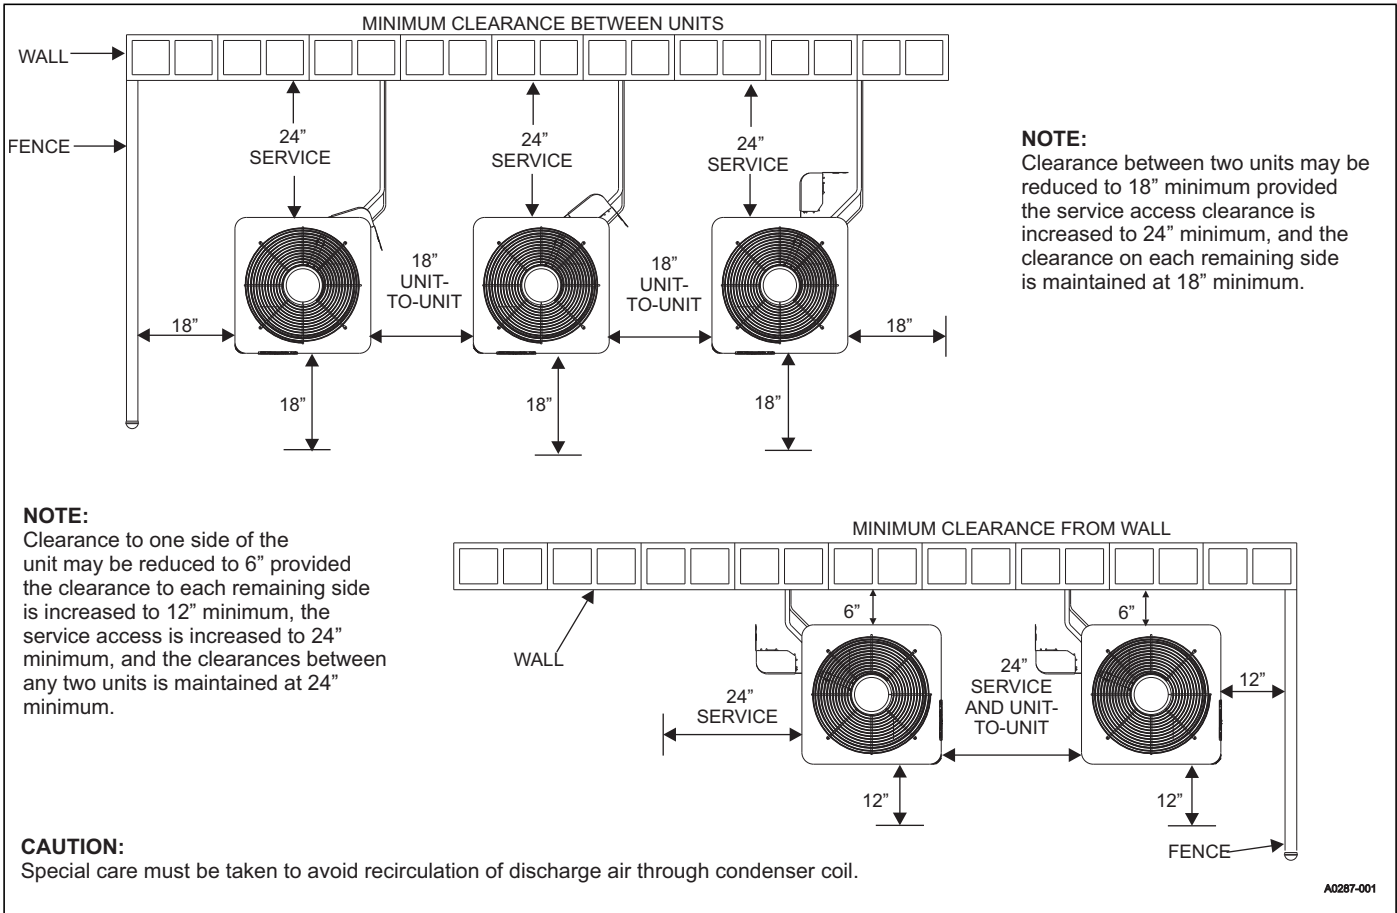 MINIMUM CLEARANCE BETWEEN UNITS
WALL
FENCE
24”
SERVICE
24”
SERVICE
24”
SERVICE
18”
UNIT-
TO-UNIT
18”
UNIT-
TO-UNIT
18”
18”
18”
18”
18”
NOTE:
Clearance between two units may be
reduced to 18” minimum provided
the service access clearance is
increased to 24” minimum, and the
clearance on each remaining side
is maintained at 18” minimum.
NOTE:
Clearance to one side of the
unit may be reduced to 6” provided
the clearance to each remaining side
is increased to 12” minimum, the
service access is increased to 24”
minimum, and the clearances between
any two units is maintained at 24”
minimum.
MINIMUM CLEARANCE FROM WALL
6”
6”
WALL
24”
SERVICE
24”
SERVICE
AND UNIT-
TO-UNIT
12”
12”
12”
FENCE
CAUTION:
Special care must be taken to avoid recirculation of discharge air through condenser coil.
A0287-001